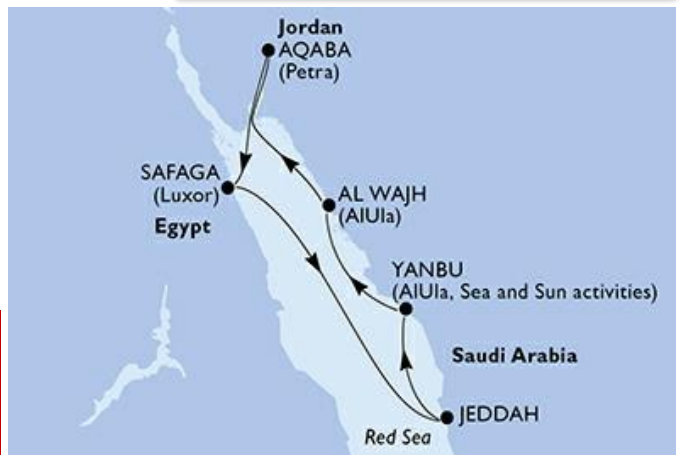 Jordan
AQABA
(Petra)
SAFAGA
(Luxor)
Egypt
AL WAJH
(AlUla)
YANBU
(AlUla, Sea and Sun activities)
Saudi Arabia
JEDDAH
Red Sea